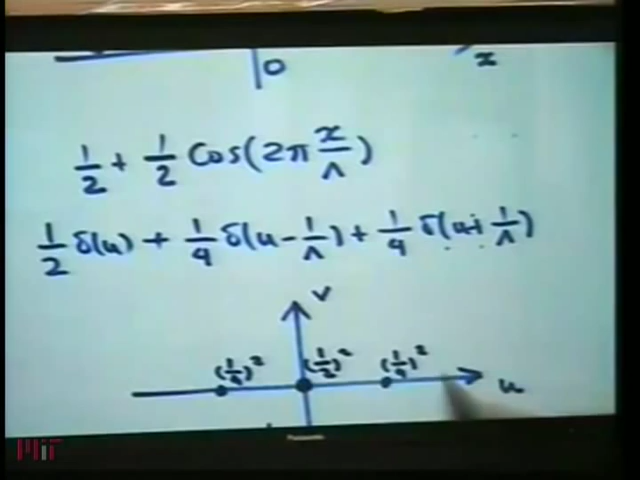 0 x
1/2 + 1/2 Cos(2π x/Λ)
1/2 δ(u) + 1/4 δ(u - 1/Λ) + 1/4 δ(u + 1/Λ)
v
(1/4)² (1/2)² (1/4)²
u
MIT